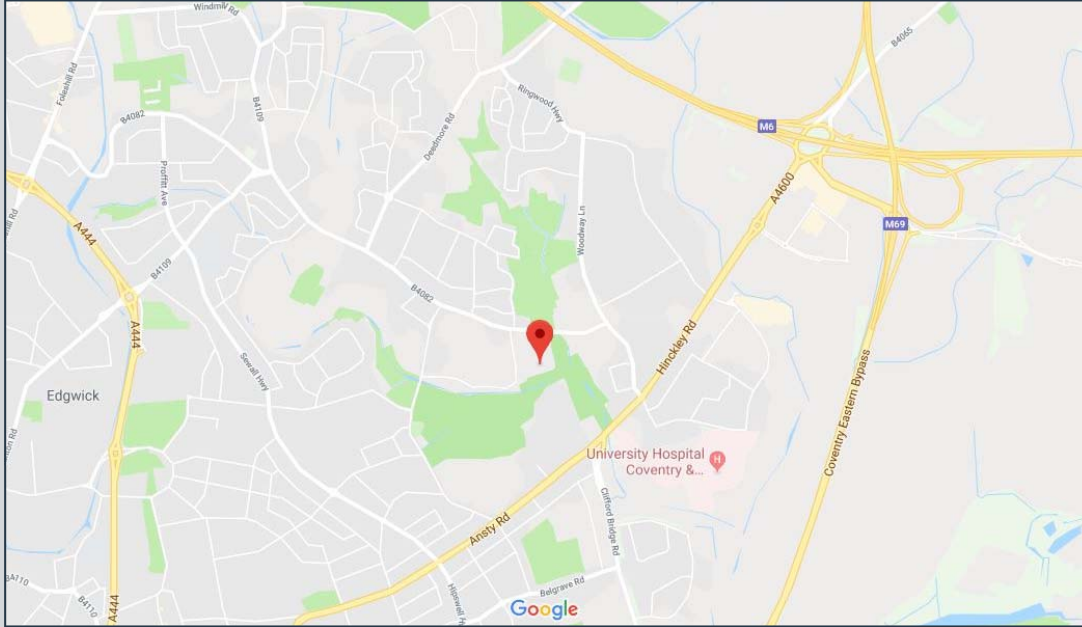 Windmill Rd
Foleshill Rd
B4109
B4082
Proffitt Ave
Deedmore Rd
Ringwood Hwy
B4065
M6
A4600
M69
Woodway Ln
A444
B4109
B4082
A444
Sewall Hwy
Edgwick
Hinckley Rd
Coventry Eastern Bypass
University Hospital
Coventry &...
H
Clifford Bridge Rd
Ansty Rd
Belgrave Rd
B4110
A444
Google